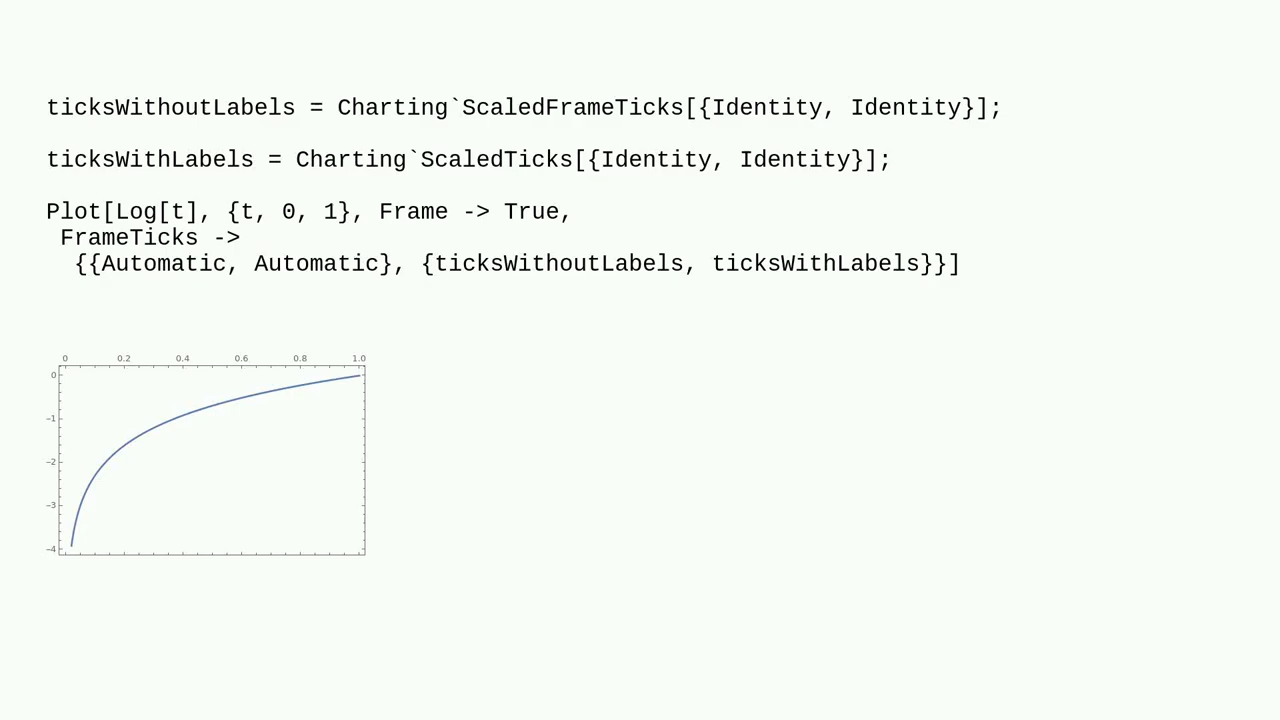 ticksWithoutLabels = Charting`ScaledFrameTicks[{Identity, Identity}];
ticksWithLabels = Charting`ScaledTicks[{Identity, Identity}];
Plot[Log[t], {t, 0, 1}, Frame -> True,
FrameTicks ->
{{Automatic, Automatic}, {ticksWithoutLabels, ticksWithLabels}}]
0 0.2 0.4 0.6 0.8 1.0
0
−1
−2
−3
−4